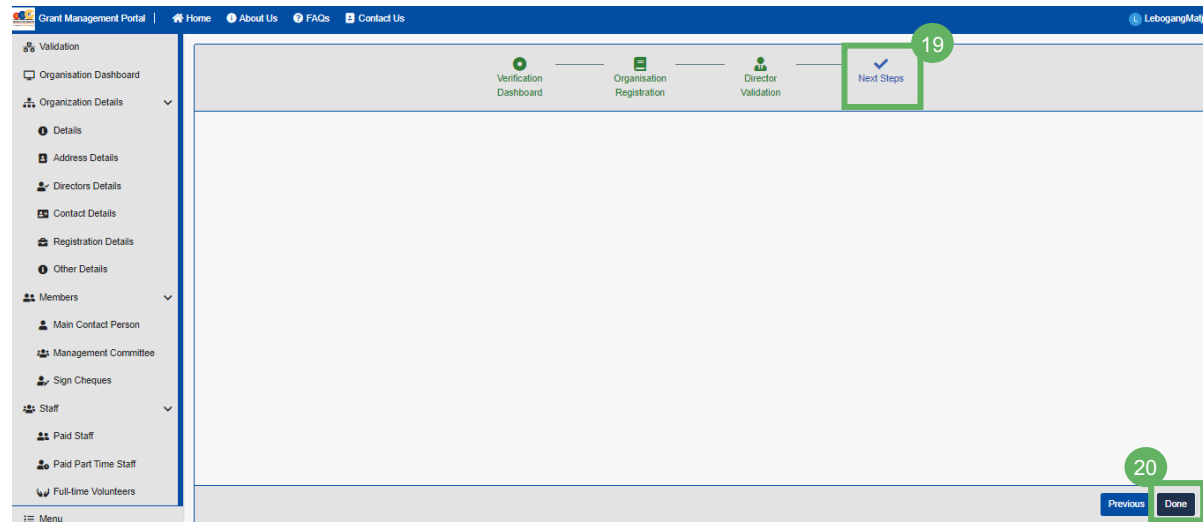 Grant Management Portal | Home About Us FAQs Contact Us LebogangMatj
Validation
Organisation Dashboard
Organization Details
Details
Address Details
Directors Details
Contact Details
Registration Details
Other Details
Members
Main Contact Person
Management Committee
Sign Cheques
Staff
Paid Staff
Paid Part Time Staff
Full-time Volunteers
Menu
19
Verification
Dashboard
Organisation
Registration
Director
Validation
Next Steps
20
Previous Done